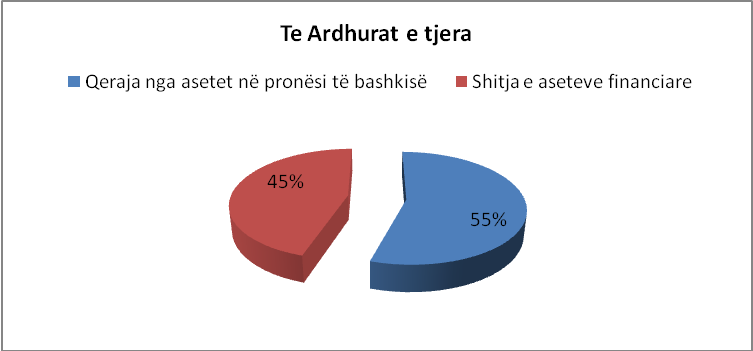 Te Ardhurat e tjera
Qeraja nga asetet në pronësi të bashkisë Shitja e aseteve financiare
45%
55%